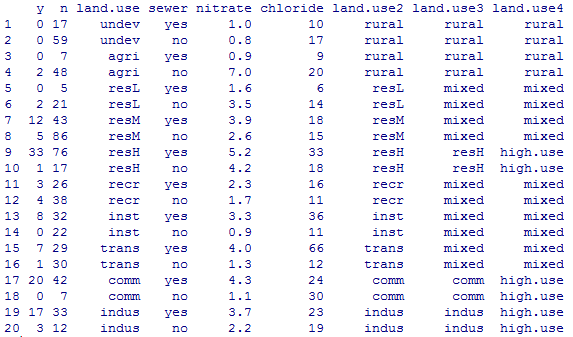 y n land.use sewer nitrate chloride land.use2 land.use3 land.use4
1 0 17 undev yes 1.0 10 rural rural rural
2 0 59 undev no 0.8 17 rural rural rural
3 0 7 agri yes 0.9 9 rural rural rural
4 2 48 agri no 7.0 20 rural rural rural
5 0 5 resL yes 1.6 6 resL mixed mixed
6 2 21 resL no 3.5 14 resL mixed mixed
7 12 43 resM yes 3.9 18 resM mixed mixed
8 5 86 resM no 2.6 15 resM mixed mixed
9 33 76 resH yes 5.2 33 resH resH high.use
10 1 17 resH no 4.2 18 resH resH high.use
11 3 26 recr yes 2.3 16 recr mixed mixed
12 4 38 recr no 1.7 11 recr mixed mixed
13 8 32 inst yes 3.3 36 inst mixed mixed
14 0 22 inst no 0.9 11 inst mixed mixed
15 7 29 trans yes 4.0 66 trans mixed mixed
16 1 30 trans no 1.3 12 trans mixed mixed
17 20 42 comm yes 4.3 24 comm comm high.use
18 0 7 comm no 1.1 30 comm comm high.use
19 17 33 indus yes 3.7 23 indus indus high.use
20 3 12 indus no 2.2 19 indus indus high.use